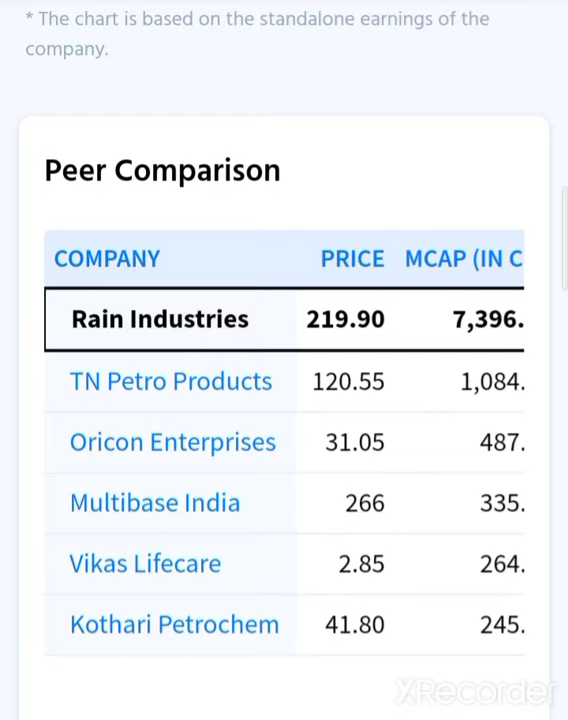 * The chart is based on the standalone earnings of the
company.
Peer Comparison
COMPANY PRICE MCAP (IN C
Rain Industries 219.90 7,396.
TN Petro Products 120.55 1,084.
Oricon Enterprises 31.05 487.
Multibase India 266 335.
Vikas Lifecare 2.85 264.
Kothari Petrochem 41.80 245.
XRecorder